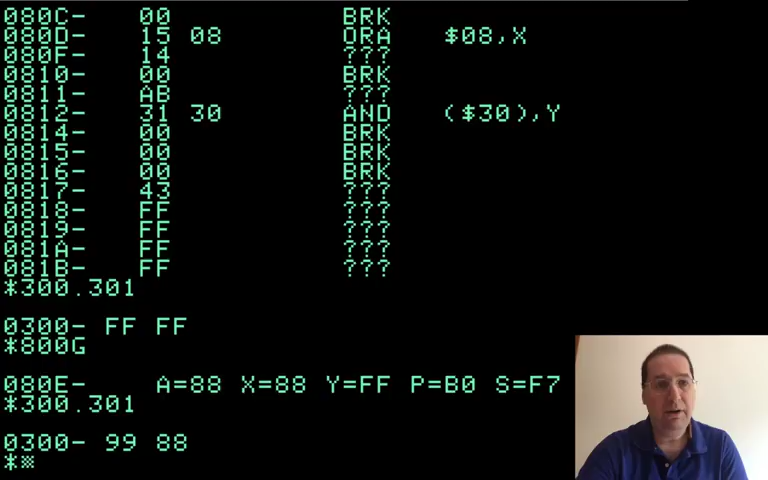 080C- 00 BRK
080D- 15 08 ORA $08,X
080F- 14 ???
0810- 00 BRK
0811- AB ???
0812- 31 30 AND ($30),Y
0814- 00 BRK
0815- 00 BRK
0816- 00 BRK
0817- 43 ???
0818- FF ???
0819- FF ???
081A- FF ???
081B- FF ???
*300.301
0300- FF FF
*800G
080E- A=88 X=88 Y=FF P=B0 S=F7
*300.301
0300- 99 88
*